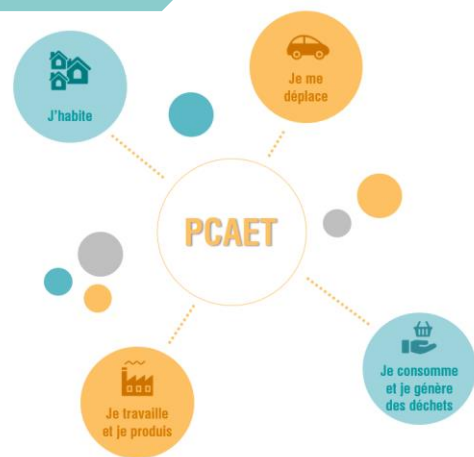 J'habite
Je me
déplace
PCAET
Je consomme
et je génère
des déchets
Je travaille
et je produis